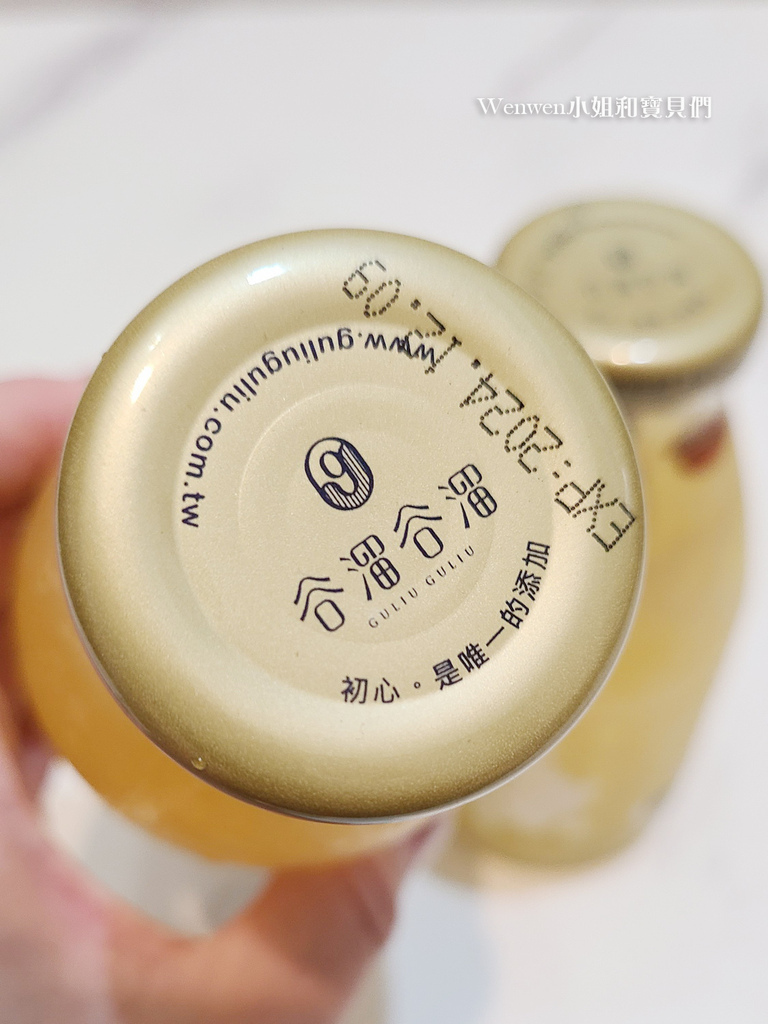 Wenwen小姐和寶貝們
EXP:2024.12.09
www.guliuguliu.com.tw
谷溜谷溜
GULIU GULIU
初心。是唯一的添加